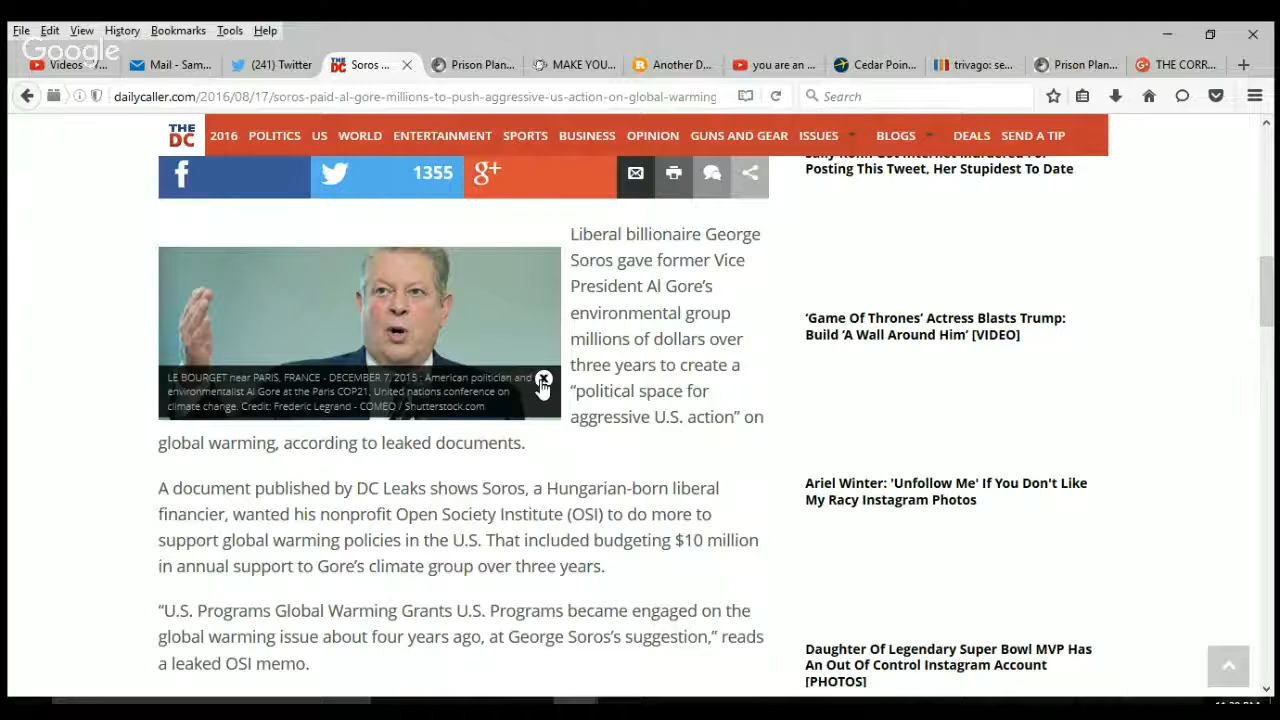 File Edit View History Bookmarks Tools Help
Google
Videos - /... Mail - Sam... (241) Twitter THE DC Soros ... Prison Plan... MAKE YOU... Another D... you are an ... Cedar Poin... trivago: se... Prison Plan... THE CORR...
dailycaller.com/2016/08/17/soros-paid-al-gore-millions-to-push-aggressive-us-action-on-global-warming
Search
THE DC 2016 POLITICS US WORLD ENTERTAINMENT SPORTS BUSINESS OPINION GUNS AND GEAR ISSUES BLOGS DEALS SEND A TIP
1355 g+
Liberal billionaire George
Soros gave former Vice
President Al Gore's
environmental group
millions of dollars over
three years to create a
“political space for
aggressive U.S. action” on
global warming, according to leaked documents.
LE BOURGET near PARIS, FRANCE - DECEMBER 7, 2015 : American politician and
environmentalist Al Gore at the Paris COP21, United nations conference on
climate change. Credit: Frederic Legrand - COMEO / Shutterstock.com
A document published by DC Leaks shows Soros, a Hungarian-born liberal
financier, wanted his nonprofit Open Society Institute (OSI) to do more to
support global warming policies in the U.S. That included budgeting $10 million
in annual support to Gore’s climate group over three years.
“U.S. Programs Global Warming Grants U.S. Programs became engaged on the
global warming issue about four years ago, at George Soros’s suggestion,” reads
a leaked OSI memo.
Posting This Tweet, Her Stupidest To Date
‘Game Of Thrones’ Actress Blasts Trump:
Build ‘A Wall Around Him’ [VIDEO]
Ariel Winter: 'Unfollow Me' If You Don't Like
My Racy Instagram Photos
Daughter Of Legendary Super Bowl MVP Has
An Out Of Control Instagram Account
[PHOTOS]